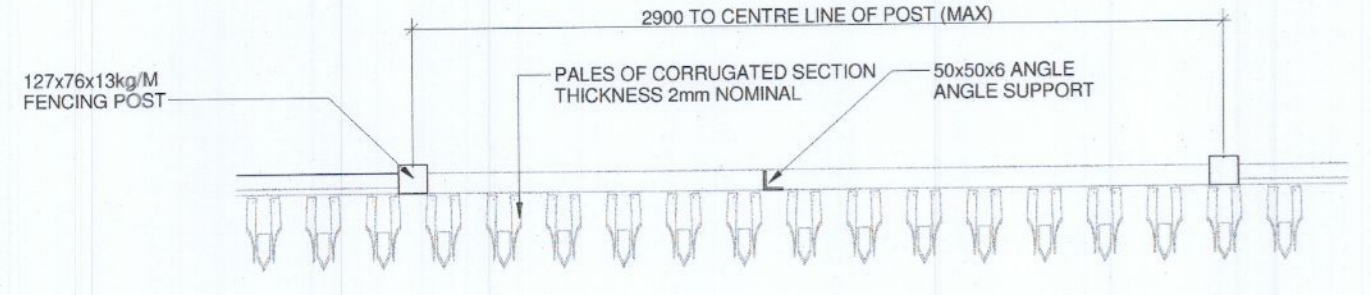 2900 TO CENTRE LINE OF POST (MAX)
127x76x13kg/M
FENCING POST
PALES OF CORRUGATED SECTION
THICKNESS 2mm NOMINAL
50x50x6 ANGLE
ANGLE SUPPORT